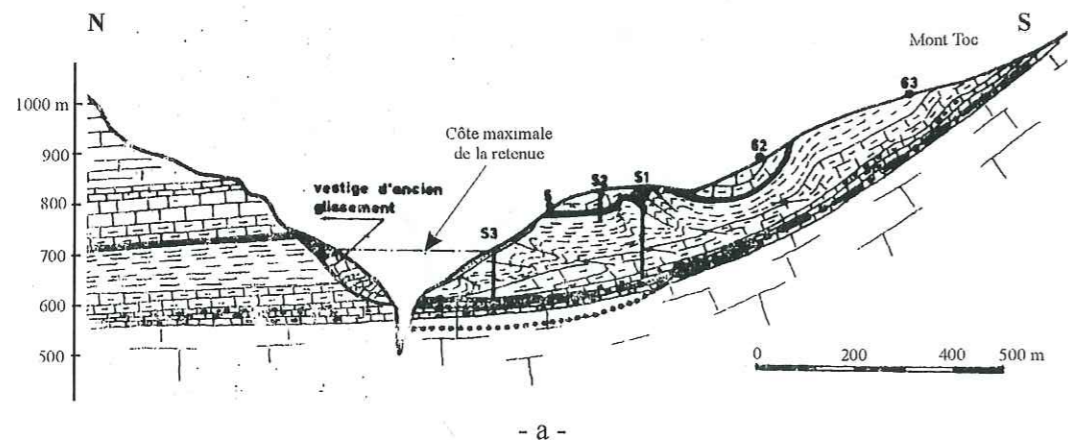 N
S
Mont Toc
63
1000 m
Côte maximale
de la retenue
62
900
vestige d'ancien
glissement
S2
S1
S
800
S3
700
600
500
0 200 400 500 m
- a -